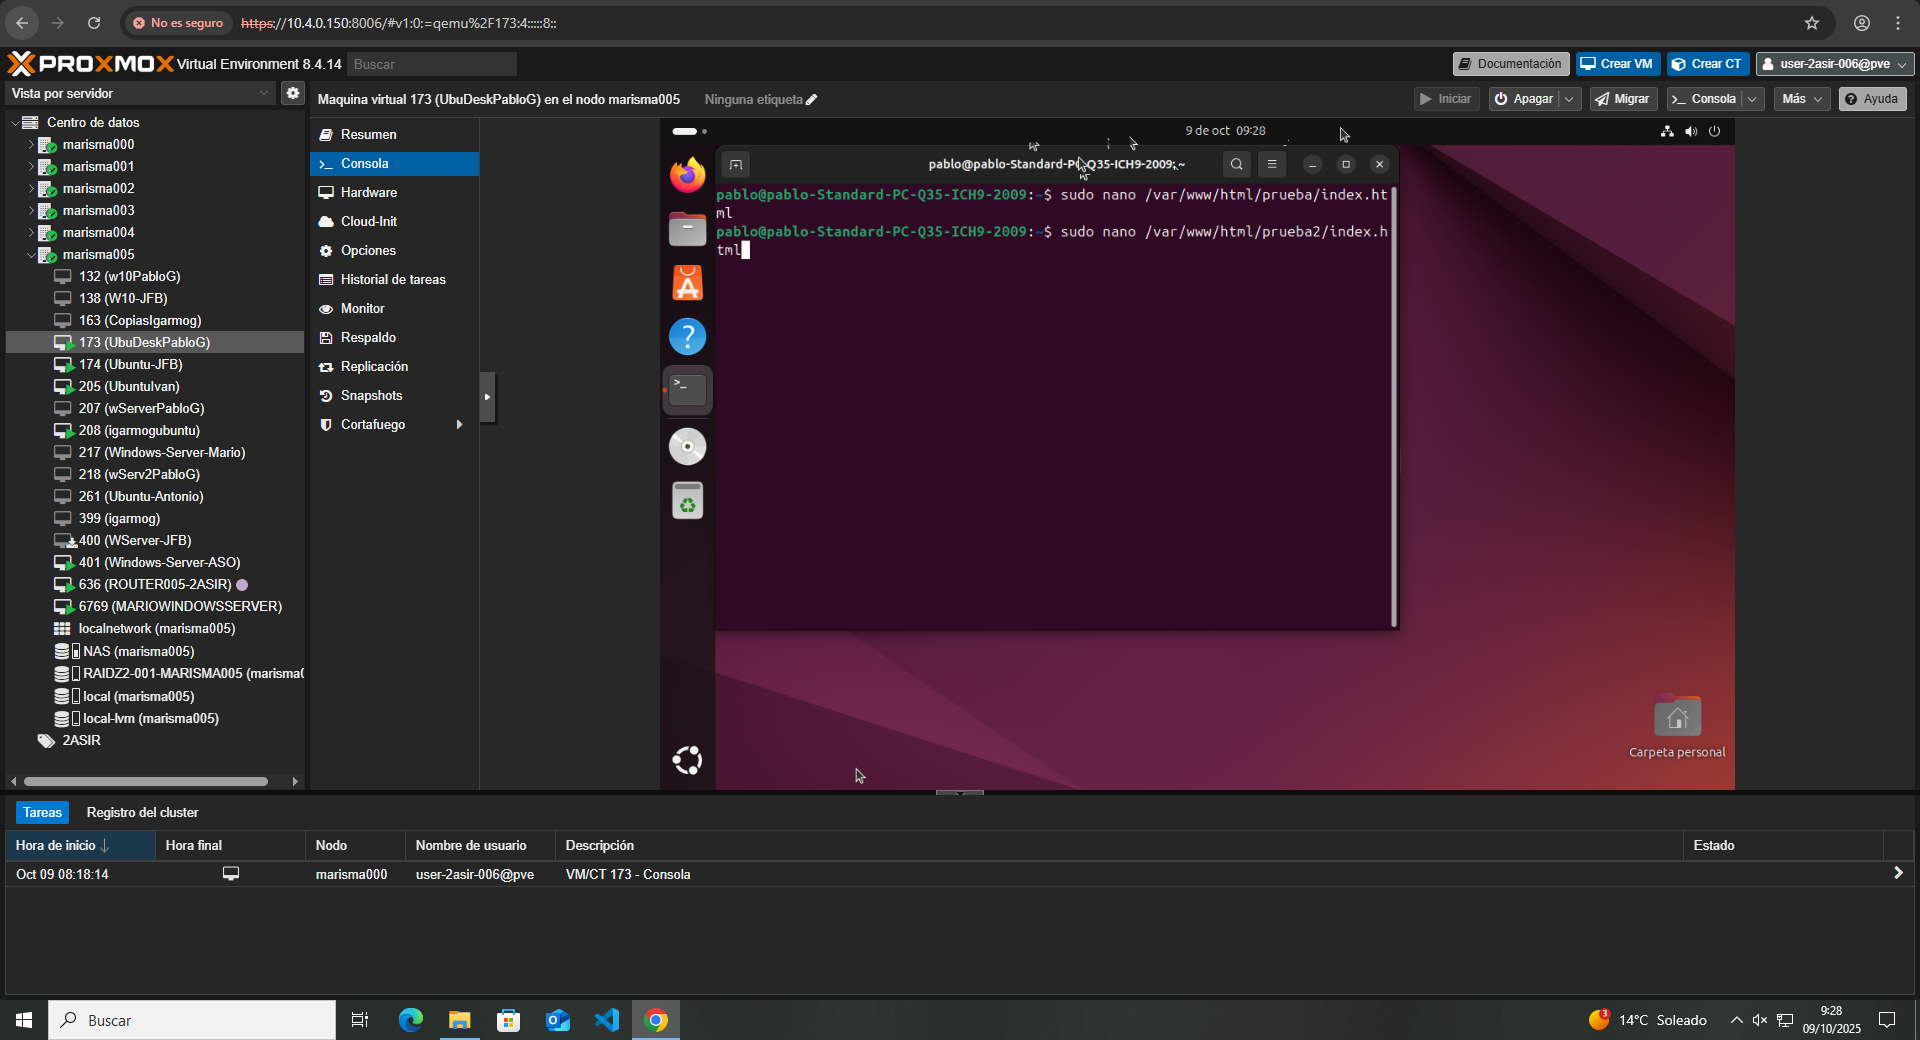 No es seguro
https://10.4.0.150:8006/#v1:0:=qemu%2F173:4:::::8::
PROXMOX Virtual Environment 8.4.14
Buscar
Documentación
Crear VM
Crear CT
user-2asir-006@pve
Vista por servidor
Maquina virtual 173 (UbuDeskPabloG) en el nodo marisma005
Ninguna etiqueta
Iniciar
Apagar
Migrar
Consola
Más
Ayuda
Centro de datos
marisma000
marisma001
marisma002
marisma003
marisma004
marisma005
132 (w10PabloG)
138 (W10-JFB)
163 (CopiasIgarmog)
173 (UbuDeskPabloG)
174 (Ubuntu-JFB)
205 (UbuntuIvan)
207 (wServerPabloG)
208 (igarmogubuntu)
217 (Windows-Server-Mario)
218 (wServ2PabloG)
261 (Ubuntu-Antonio)
399 (igarmog)
400 (WServer-JFB)
401 (Windows-Server-ASO)
636 (ROUTER005-2ASIR)
6769 (MARIOWINDOWSSERVER)
localnetwork (marisma005)
NAS (marisma005)
RAIDZ2-001-MARISMA005 (marisma0
local (marisma005)
local-lvm (marisma005)
2ASIR
Resumen
Consola
Hardware
Cloud-Init
Opciones
Historial de tareas
Monitor
Respaldo
Replicación
Snapshots
Cortafuego
9 de oct 09:28
pablo@pablo-Standard-PC-Q35-ICH9-2009: ~
pablo@pablo-Standard-PC-Q35-ICH9-2009:~$ sudo nano /var/www/html/prueba/index.ht
ml
pablo@pablo-Standard-PC-Q35-ICH9-2009:~$ sudo nano /var/www/html/prueba2/index.h
tml
Carpeta personal
Tareas
Registro del cluster
Hora de inicio
Hora final
Nodo
Nombre de usuario
Descripción
Estado
Oct 09 08:18:14
marisma000
user-2asir-006@pve
VM/CT 173 - Consola
Buscar
3
14°C Soleado
9:28
09/10/2025